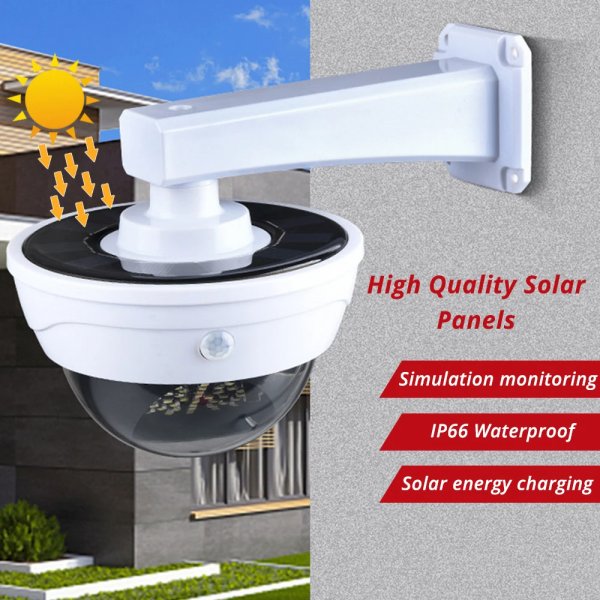 High Quality Solar
Panels
Simulation monitoring
IP66 Waterproof
Solar energy charging